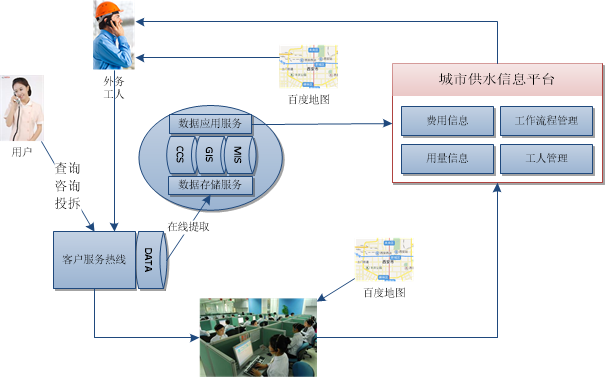 外务
工人
用户
查询
咨询
投拆
百度地图
数据应用服务
CCS
GIS
MIS
数据存储服务
城市供水信息平台
费用信息
工作流程管理
用量信息
工人管理
在线提取
客户服务热线
DATA
百度地图